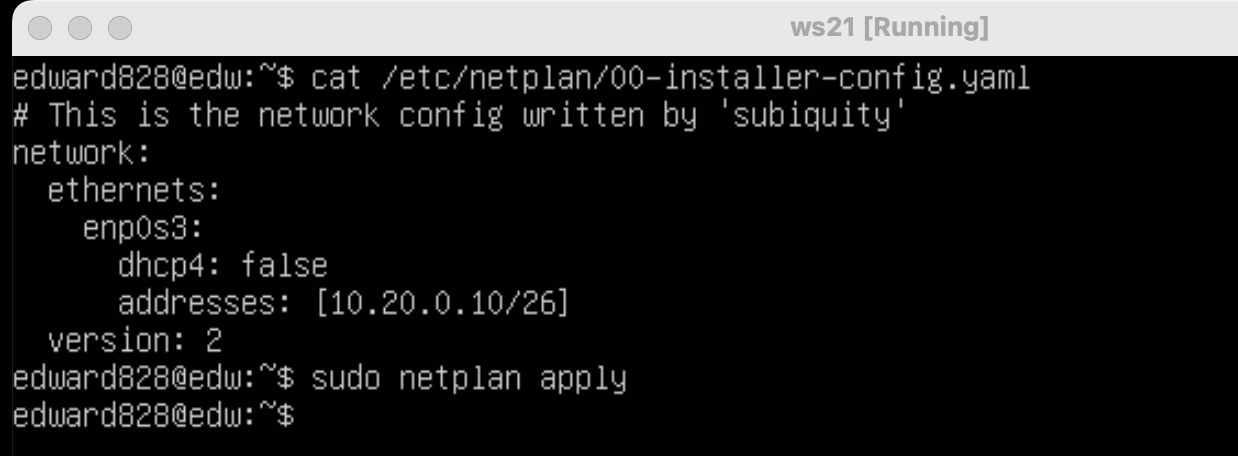 ws21 [Running]
edward828@edw:~$ cat /etc/netplan/00-installer-config.yaml
# This is the network config written by 'subiquity'
network:
  ethernets:
    enp0s3:
      dhcp4: false
      addresses: [10.20.0.10/26]
  version: 2
edward828@edw:~$ sudo netplan apply
edward828@edw:~$